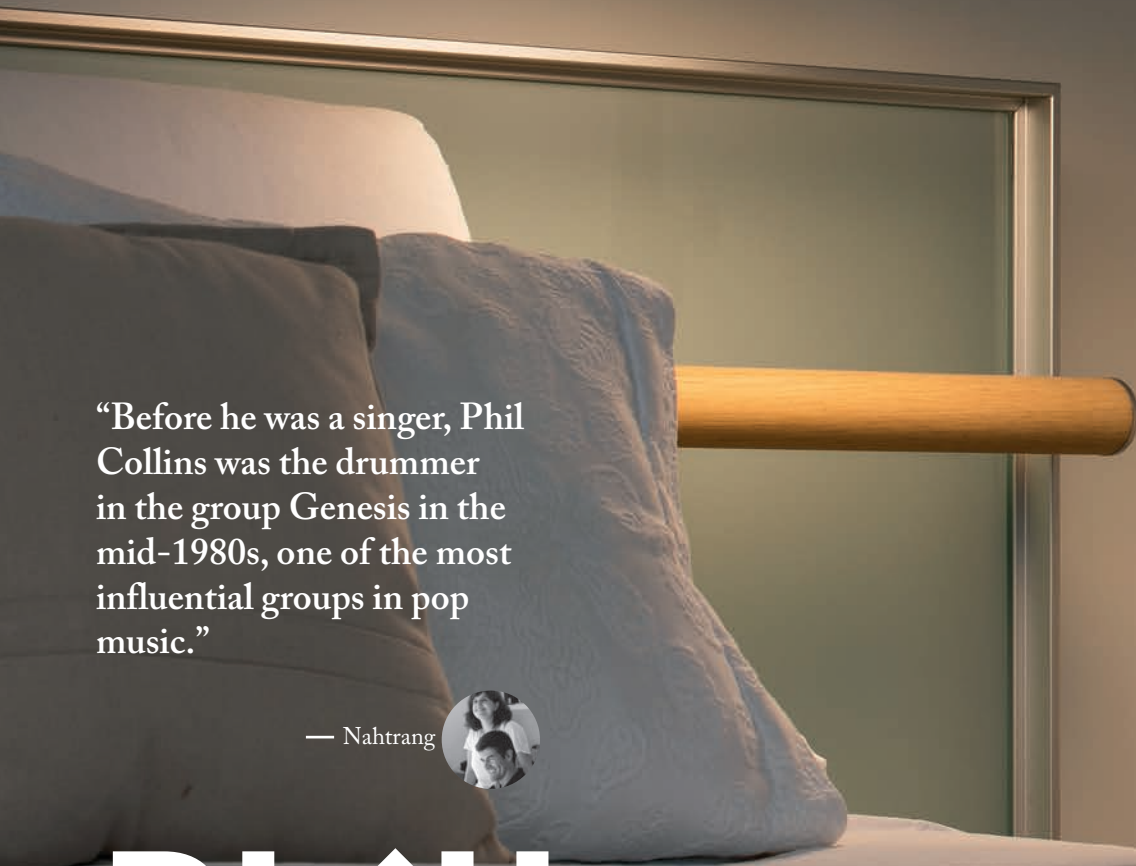 “Before he was a singer, Phil
Collins was the drummer
in the group Genesis in the
mid-1980s, one of the most
influential groups in pop
music.”
— Nahtrang